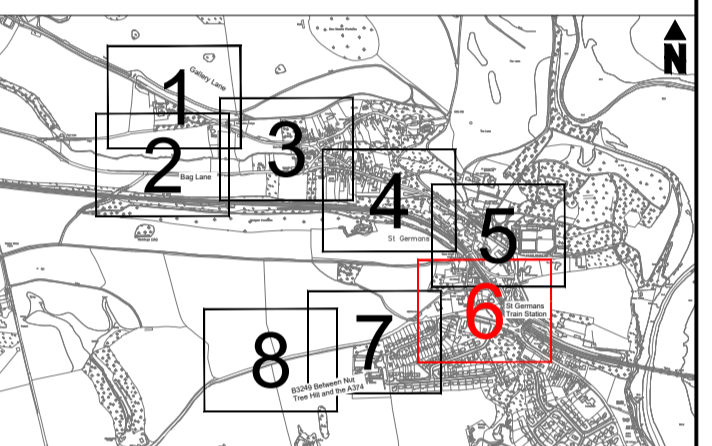 N
Gallery Lane
1
2
Bag Lane
3
4
St Germans
5
6
St Germans
Train Station
7
8
B3249 Between Nut
Tree Hill and the A374